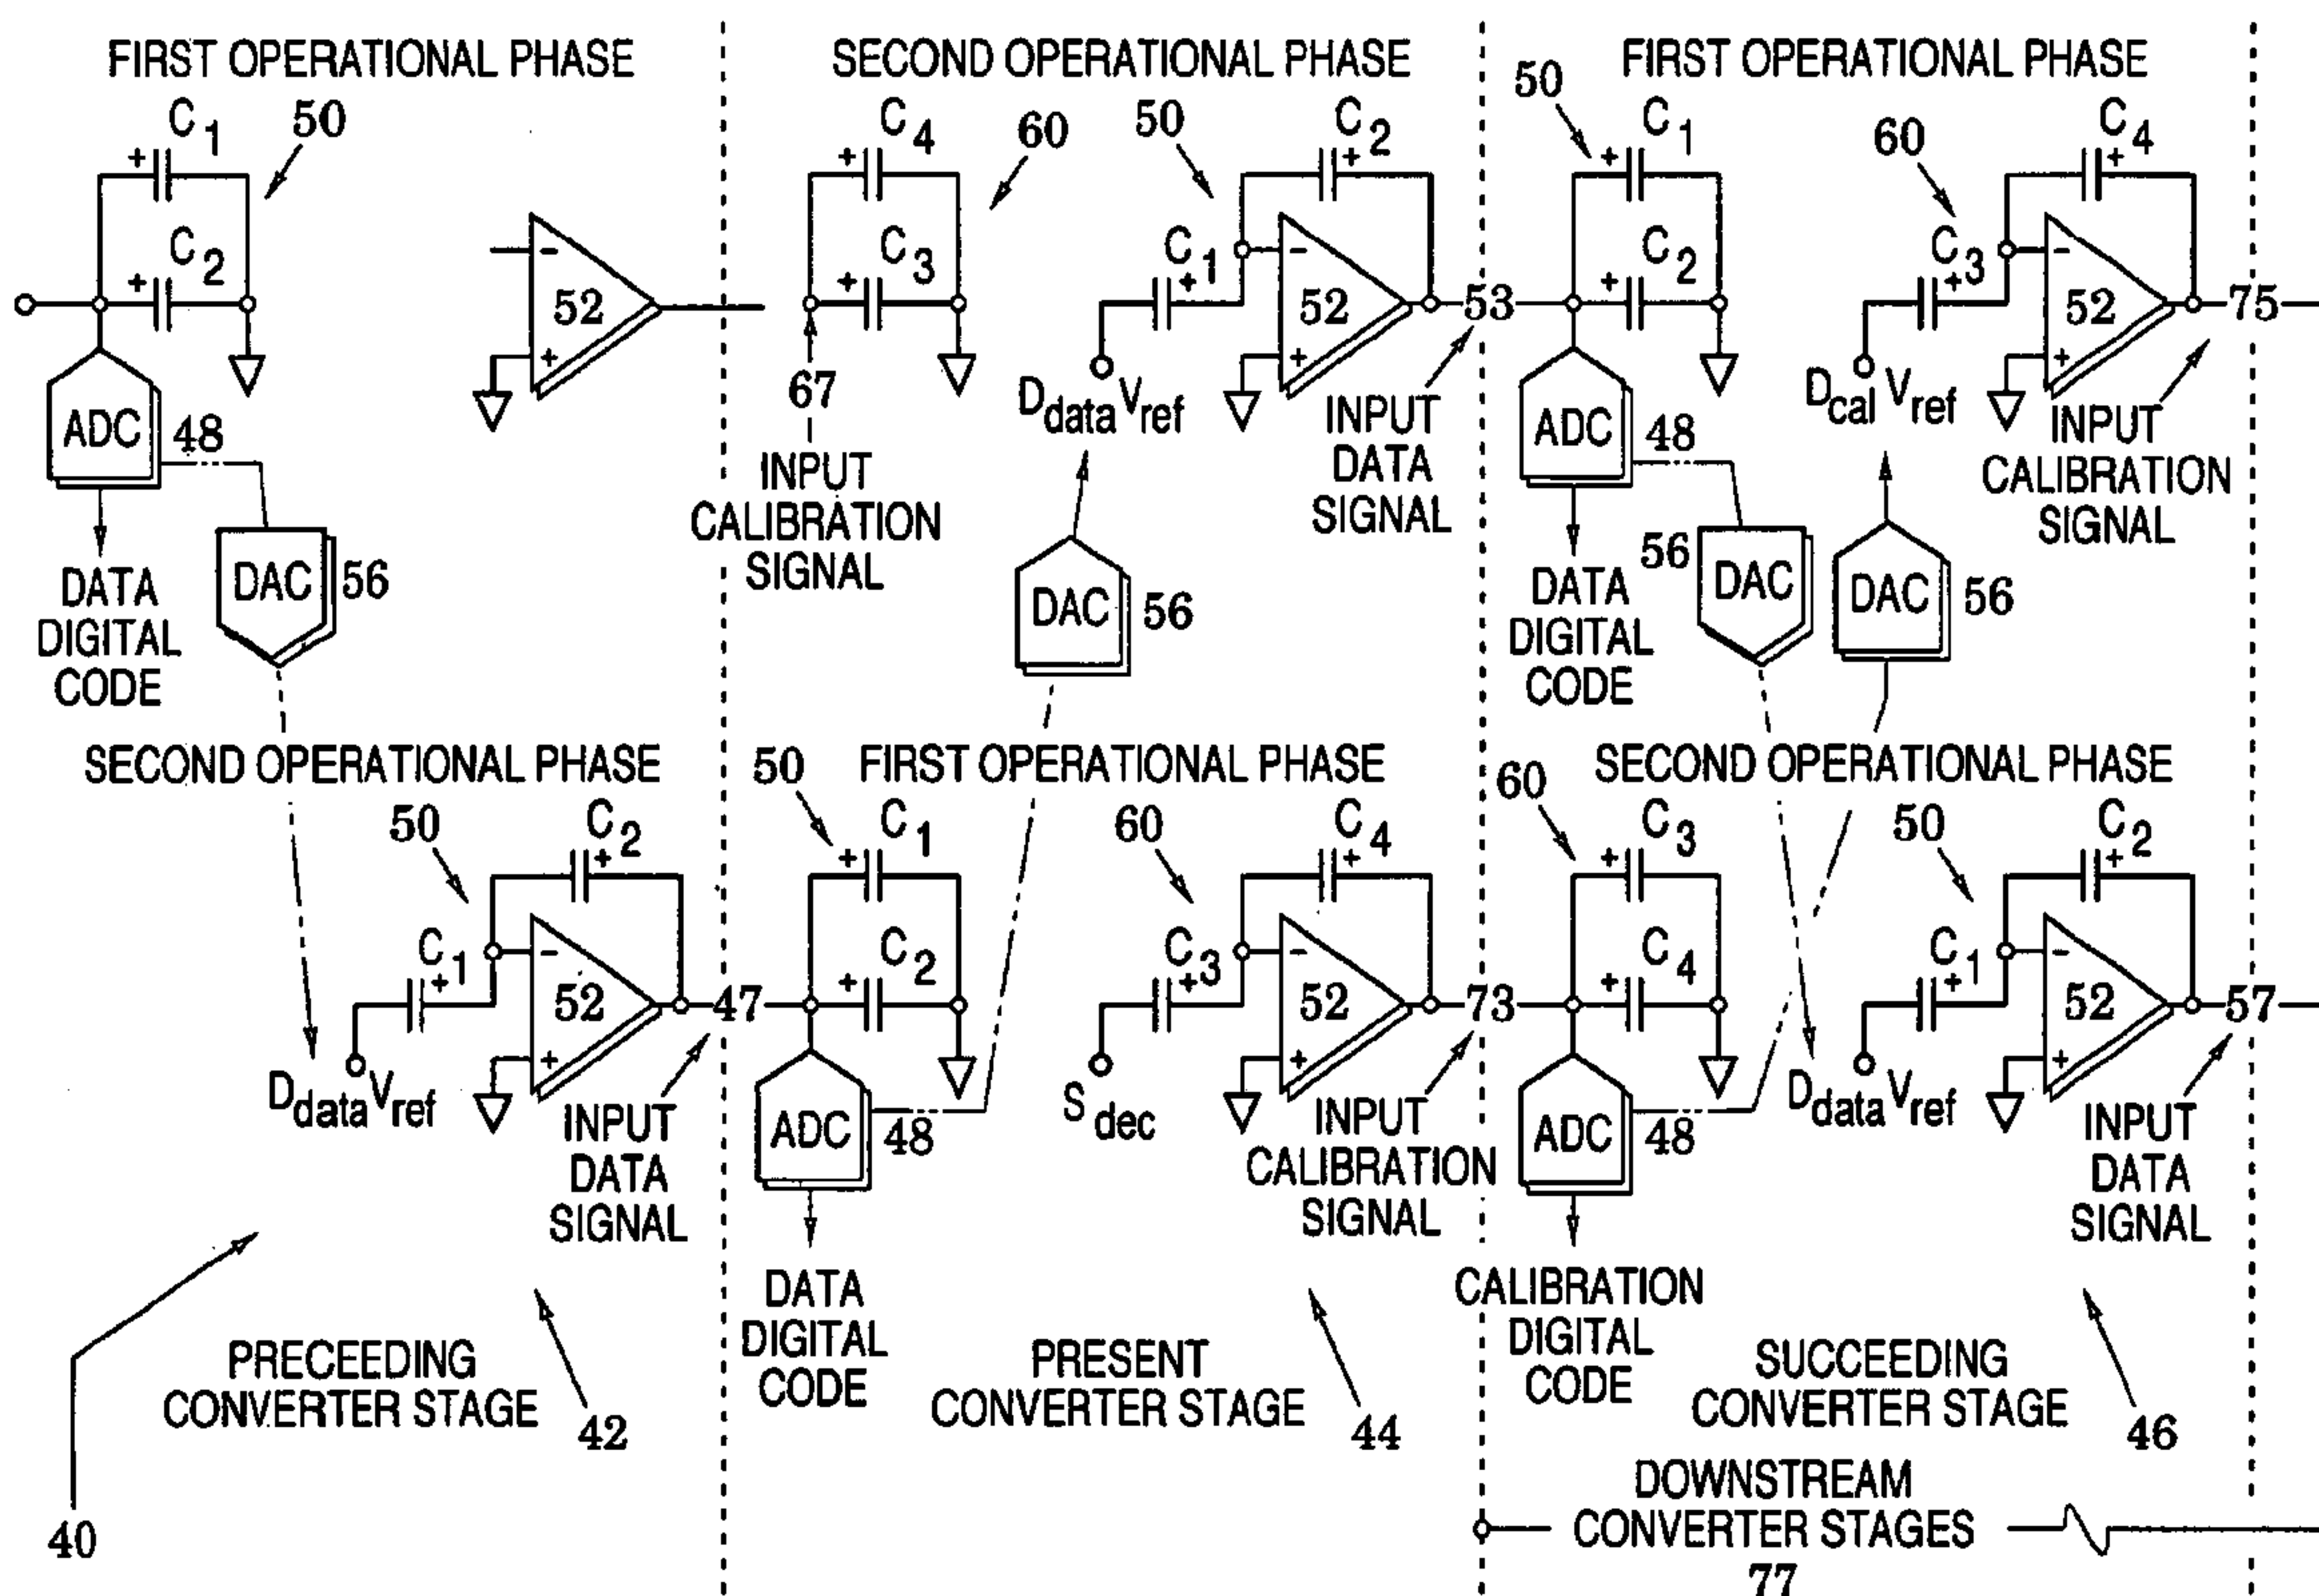 FIRST OPERATIONAL PHASE
SECOND OPERATIONAL PHASE
FIRST OPERATIONAL PHASE
C1
50
C2
ADC
48
DATA
DIGITAL
CODE
DAC
56
-
52
+
C4
60
C3
67
INPUT
CALIBRATION
SIGNAL
50
C2
C1
-
52
+
DdataVref
53
INPUT
DATA
SIGNAL
DAC
56
50
C1
C2
ADC
48
DATA
DIGITAL
CODE
56
DAC
DAC
56
60
C4
C3
-
52
+
Dcal Vref
75
INPUT
CALIBRATION
SIGNAL
SECOND OPERATIONAL PHASE
FIRST OPERATIONAL PHASE
SECOND OPERATIONAL PHASE
50
C2
C1
-
52
+
DdataVref
47
INPUT
DATA
SIGNAL
50
C1
C2
ADC
48
DATA
DIGITAL
CODE
60
C4
C3
-
52
+
Sdec
73
INPUT
CALIBRATION
SIGNAL
60
C3
C4
ADC
48
CALIBRATION
DIGITAL
CODE
50
C2
C1
-
52
+
DdataVref
57
INPUT
DATA
SIGNAL
40
PRECEEDING
CONVERTER STAGE
42
PRESENT
CONVERTER STAGE
44
SUCCEEDING
CONVERTER STAGE
46
DOWNSTREAM
CONVERTER STAGES
77